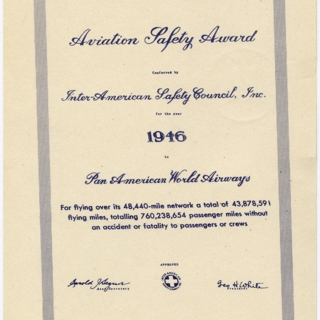 Aviation Safety Award
Conferred by
Inter-American Safety Council, Inc.
for the year
1946
to
Pan American World Airways
For flying over its 48,440-mile network a total of 43,878,591
flying miles, totalling 760,238,654 passenger miles without
an accident or fatality to passengers or crews
APPROVED